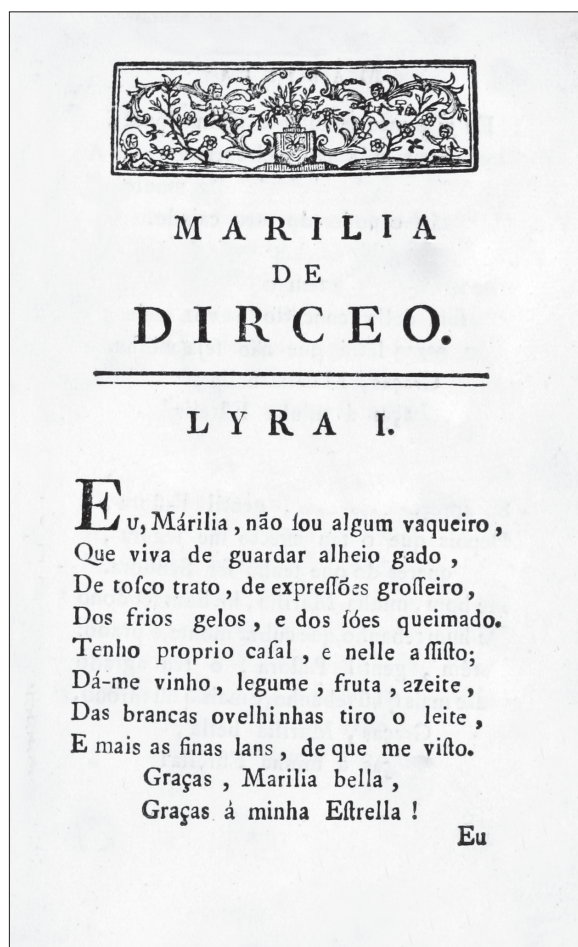 MARILIA
DE
DIRCEO.
LYRA I.
Eu, Márilia, não ſou algum vaqueiro,
Que viva de guardar alheio gado,
De toſco trato, de expreſſões groſſeiro,
Dos frios gelos, e dos ſóes queimado.
Tenho proprio caſal, e nelle aſſiſto;
Dá-me vinho, legume, fruta, azeite,
Das brancas ovelhinhas tiro o leite,
E mais as finas lans, de que me viſto.
Graças, Marilia bella,
Graças á minha Eſtrella!
Eu